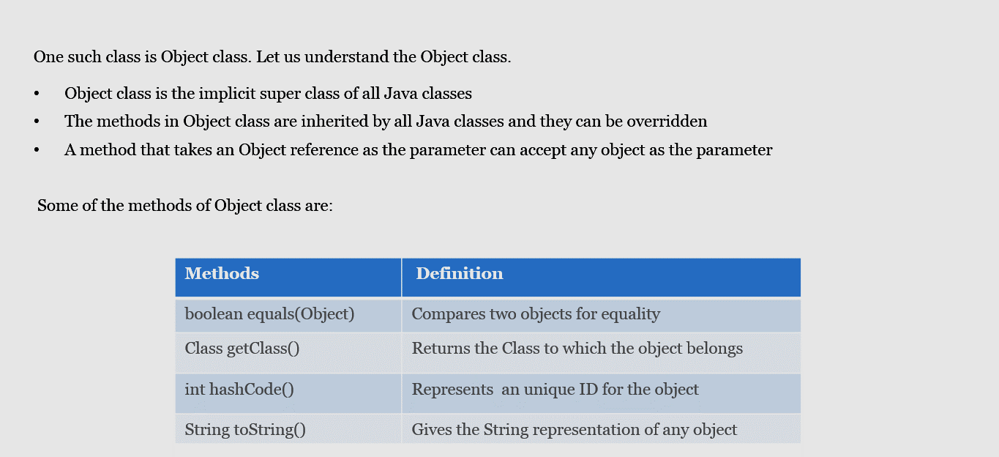 One such class is Object class. Let us understand the Object class.
• Object class is the implicit super class of all Java classes
• The methods in Object class are inherited by all Java classes and they can be overridden
• A method that takes an Object reference as the parameter can accept any object as the parameter
Some of the methods of Object class are:
Methods Definition
boolean equals(Object) Compares two objects for equality
Class getClass() Returns the Class to which the object belongs
int hashCode() Represents an unique ID for the object
String toString() Gives the String representation of any object